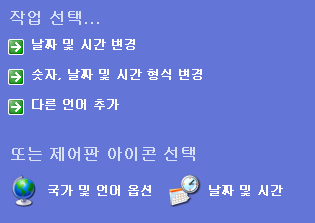 작업 선택...
날짜 및 시간 변경
숫자, 날짜 및 시간 형식 변경
다른 언어 추가
또는 제어판 아이콘 선택
국가 및 언어 옵션 날짜 및 시간